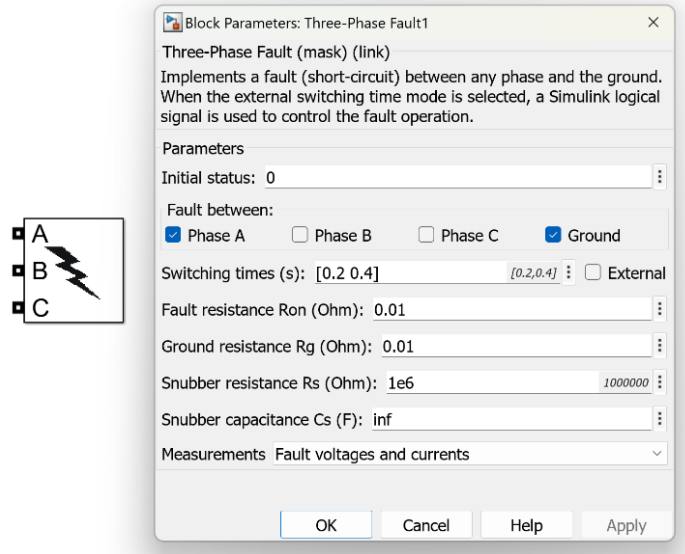 Block Parameters: Three-Phase Fault1
Three-Phase Fault (mask) (link)
Implements a fault (short-circuit) between any phase and the ground.
When the external switching time mode is selected, a Simulink logical
signal is used to control the fault operation.
Parameters
Initial status: 0
Fault between:
Phase A Phase B Phase C Ground
Switching times (s): [0.2 0.4] [0.2,0.4] External
Fault resistance Ron (Ohm): 0.01
Ground resistance Rg (Ohm): 0.01
Snubber resistance Rs (Ohm): 1e6 1000000
Snubber capacitance Cs (F): inf
Measurements Fault voltages and currents
OK Cancel Help Apply
A
B
C